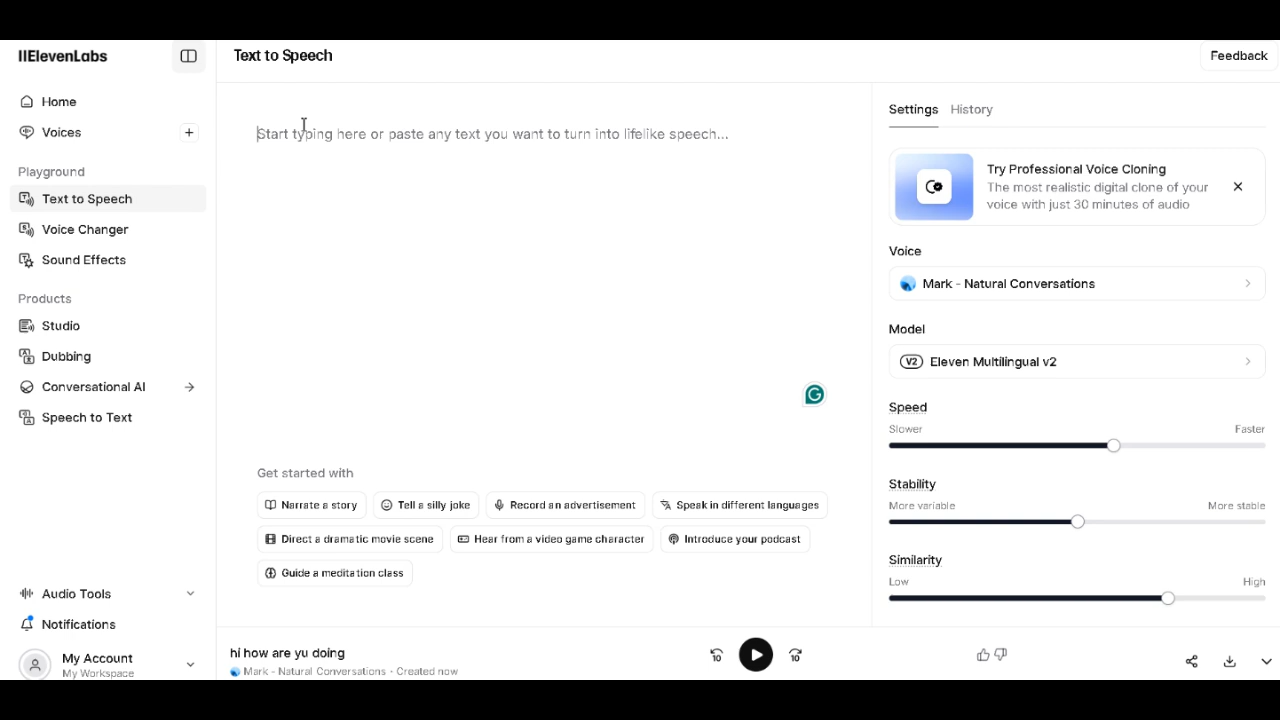 IIElevenLabs
Text to Speech
Feedback
Home
Voices
Playground
Text to Speech
Voice Changer
Sound Effects
Products
Studio
Dubbing
Conversational AI
Speech to Text
Audio Tools
Notifications
My Account
My Workspace
Start typing here or paste any text you want to turn into lifelike speech...
Get started with
Narrate a story
Tell a silly joke
Record an advertisement
Speak in different languages
Direct a dramatic movie scene
Hear from a video game character
Introduce your podcast
Guide a meditation class
Settings
History
Try Professional Voice Cloning
The most realistic digital clone of your
voice with just 30 minutes of audio
Voice
Mark - Natural Conversations
Model
V2 Eleven Multilingual v2
Speed
Slower Faster
Stability
More variable More stable
Similarity
Low High
hi how are yu doing
Mark - Natural Conversations • Created now
10
10